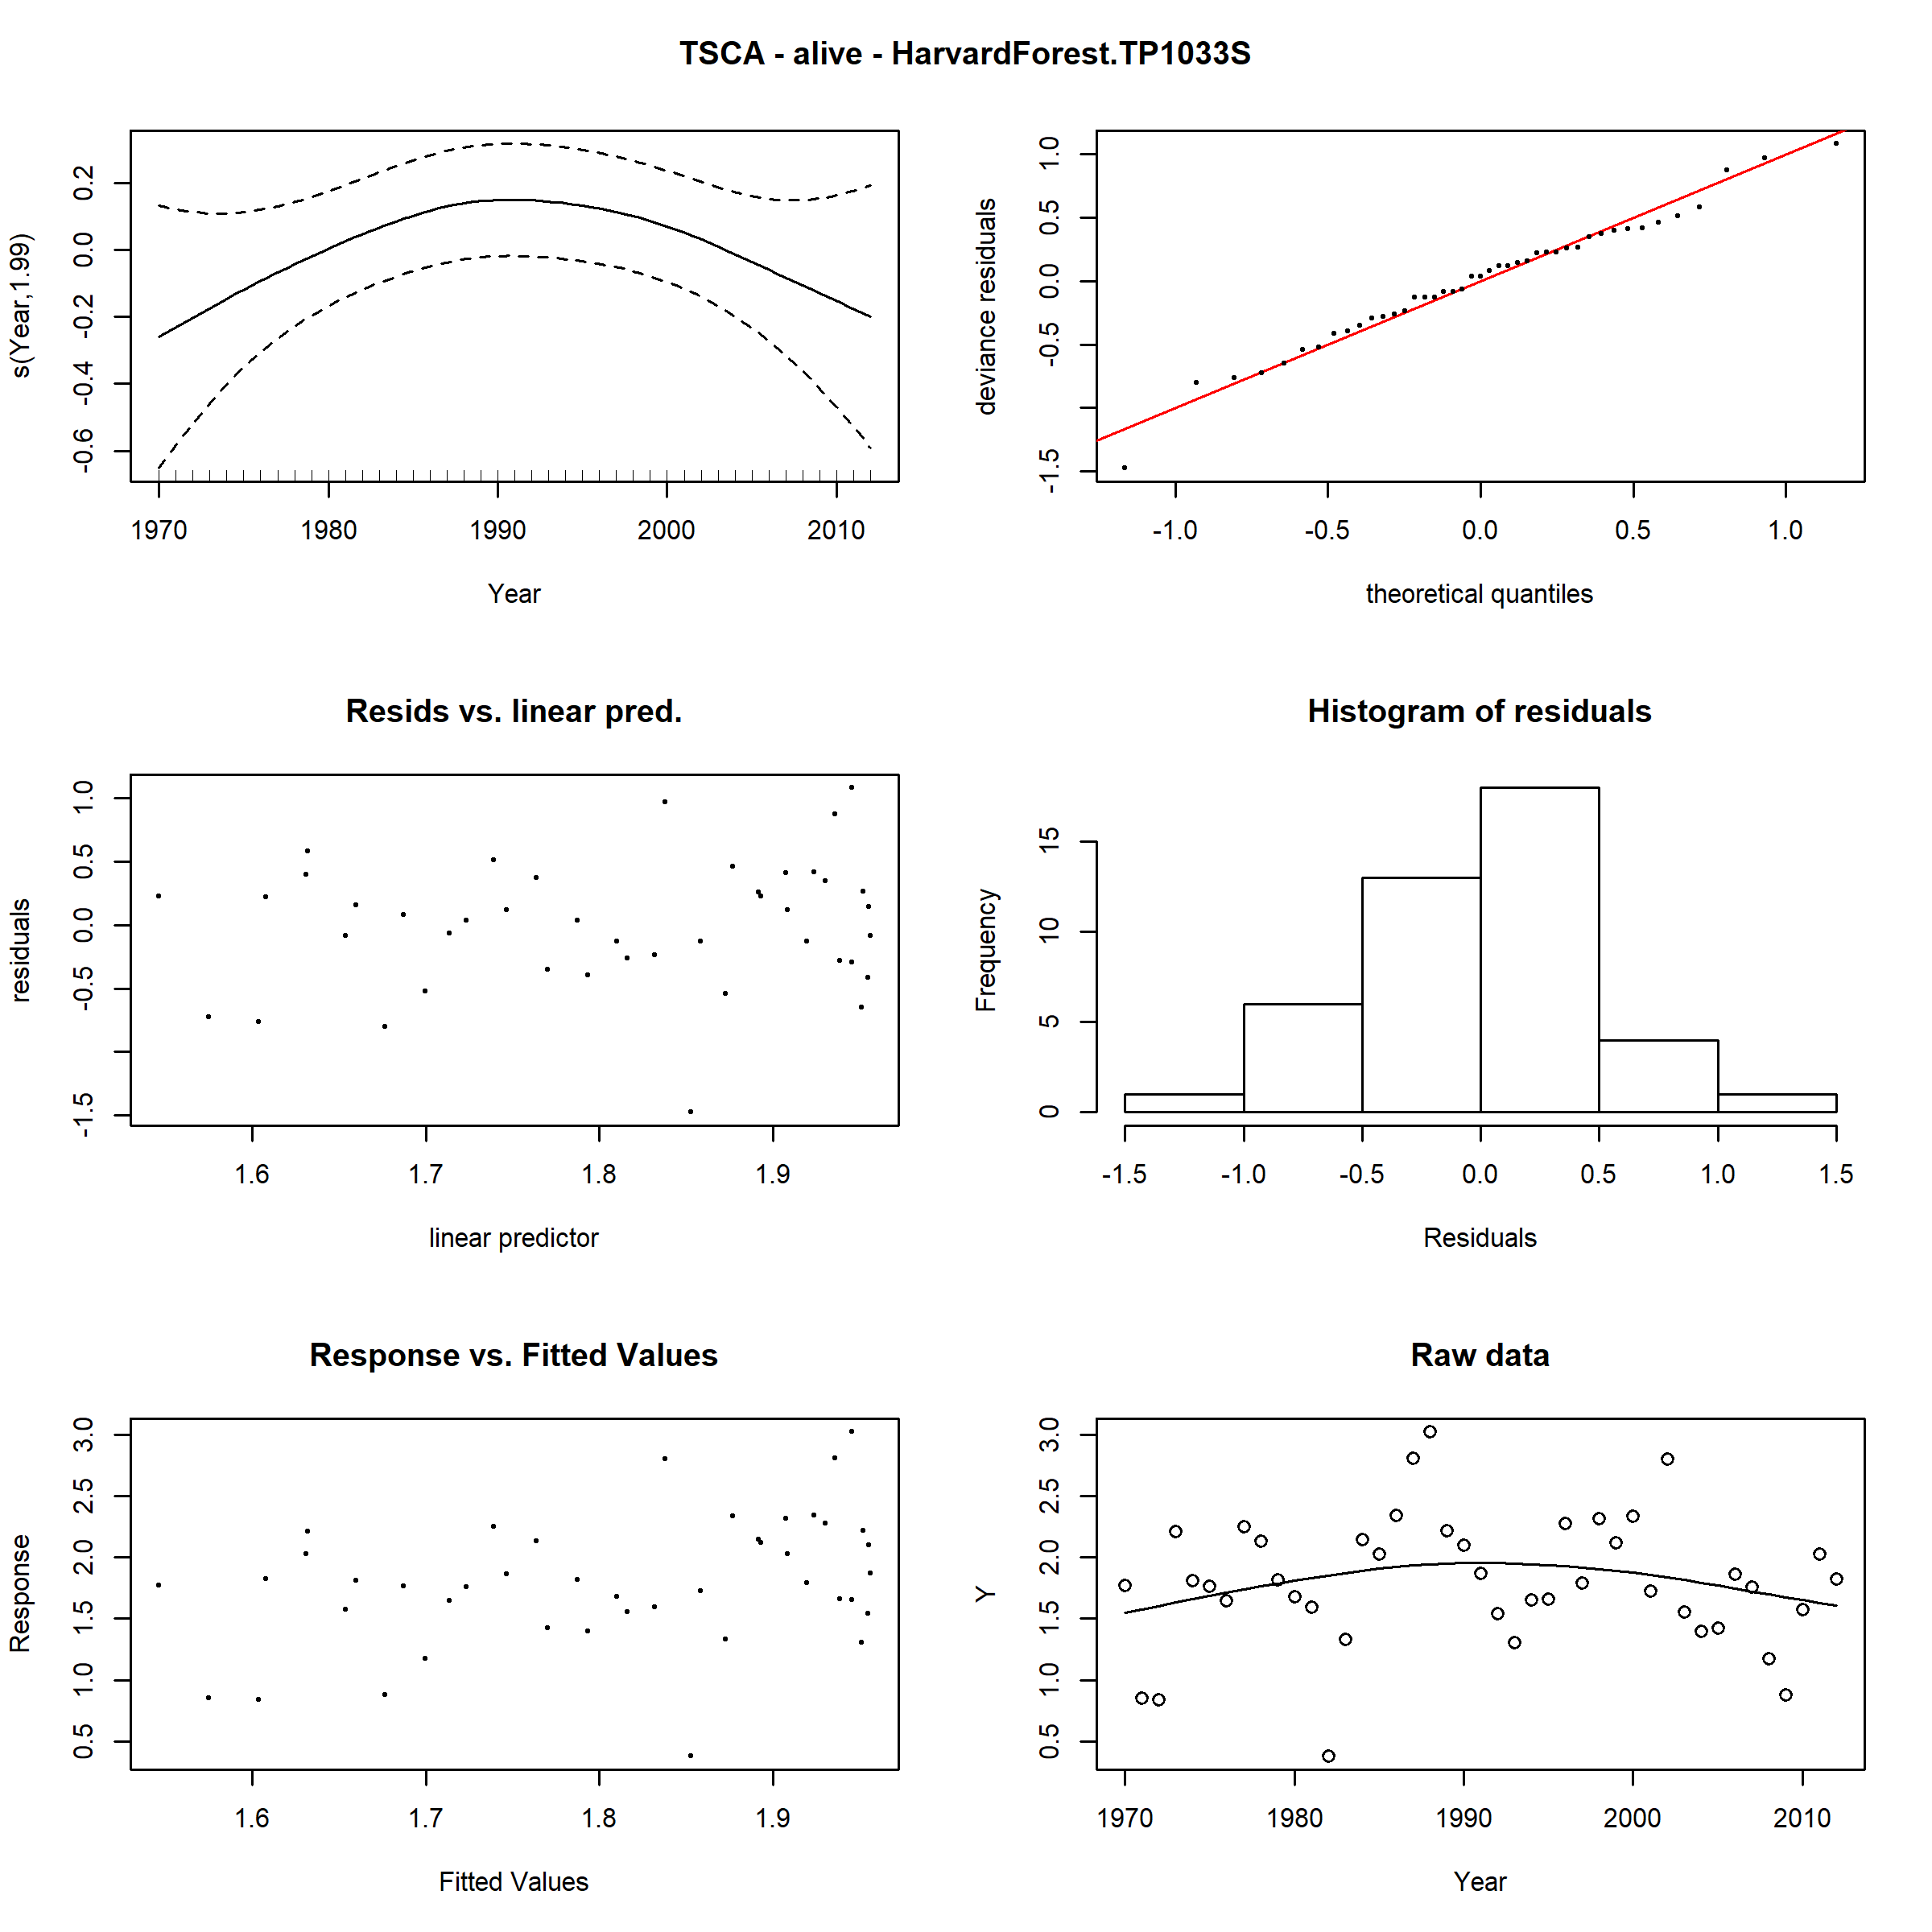 TSCA - alive - HarvardForest.TP1033S
s(Year,1.99)
0.2
0.0
-0.2
-0.4
-0.6
1970 1980 1990 2000 2010
Year
deviance residuals
1.0
0.5
0.0
-0.5
-1.5
-1.0 -0.5 0.0 0.5 1.0
theoretical quantiles
Resids vs. linear pred.
residuals
1.0
0.5
0.0
-0.5
-1.5
1.6 1.7 1.8 1.9
linear predictor
Histogram of residuals
Frequency
15
10
5
0
-1.5 -1.0 -0.5 0.0 0.5 1.0 1.5
Residuals
Response vs. Fitted Values
Response
3.0
2.5
2.0
1.5
1.0
0.5
1.6 1.7 1.8 1.9
Fitted Values
Raw data
Y
3.0
2.5
2.0
1.5
1.0
0.5
1970 1980 1990 2000 2010
Year